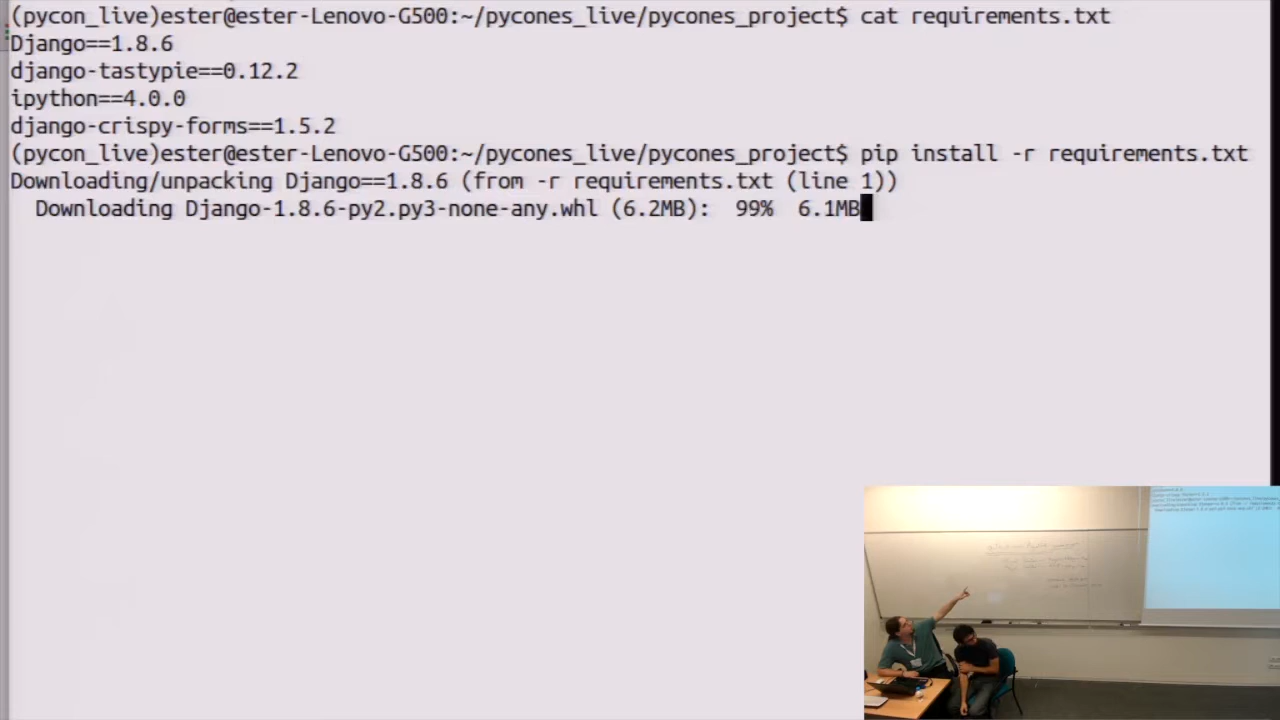 (pycon_live)ester@ester-Lenovo-G500:~/pycones_live/pycones_project$ cat requirements.txt
Django==1.8.6
django-tastypie==0.12.2
ipython==4.0.0
django-crispy-forms==1.5.2
(pycon_live)ester@ester-Lenovo-G500:~/pycones_live/pycones_project$ pip install -r requirements.txt
Downloading/unpacking Django==1.8.6 (from -r requirements.txt (line 1))
Downloading Django-1.8.6-py2.py3-none-any.whl (6.2MB): 99% 6.1MB